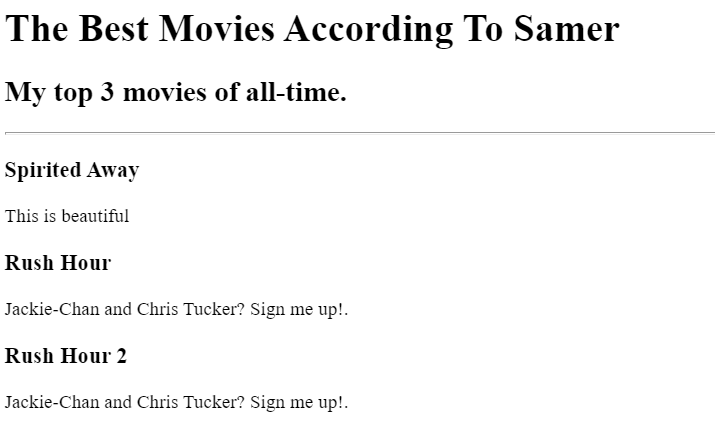 The Best Movies According To Samer
My top 3 movies of all-time.
Spirited Away
This is beautiful
Rush Hour
Jackie-Chan and Chris Tucker? Sign me up!.
Rush Hour 2
Jackie-Chan and Chris Tucker? Sign me up!.